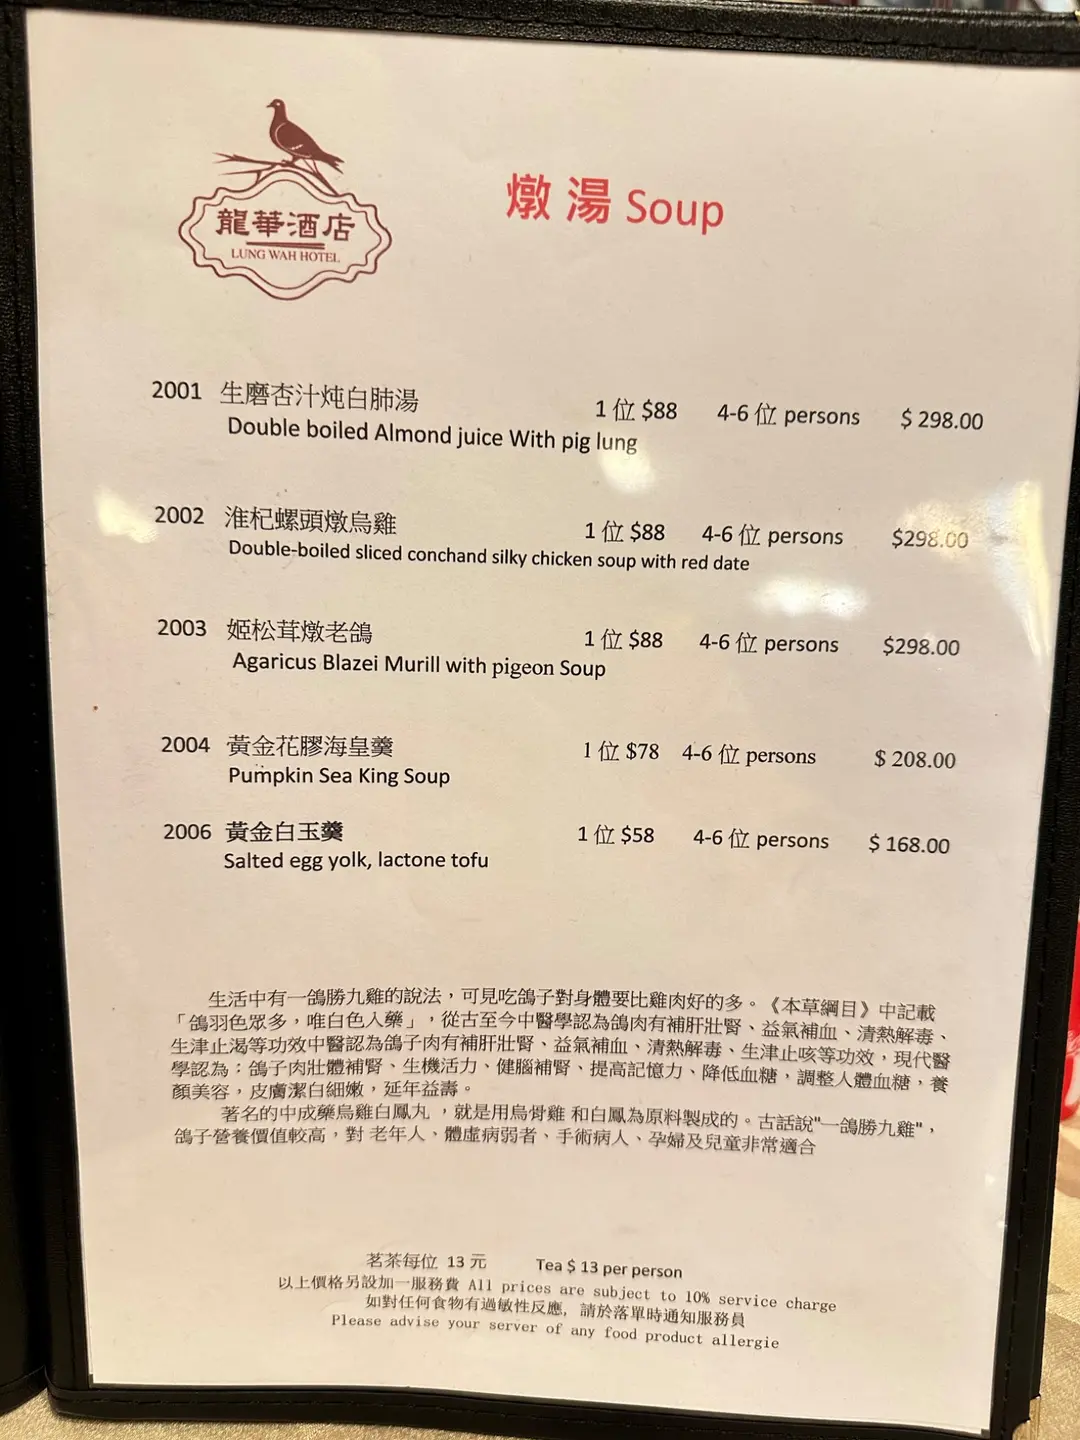 龍華酒店
LUNG WAH HOTEL
燉湯 Soup
2001 生磨杏汁炖白肺湯 1 位 $88 4-6 位 persons $ 298.00
Double boiled Almond juice With pig lung
2002 淮杞螺頭燉烏雞 1 位 $88 4-6 位 persons $298.00
Double-boiled sliced conchand silky chicken soup with red date
2003 姬松茸燉老鴿 1 位 $88 4-6 位 persons $298.00
Agaricus Blazei Murill with pigeon Soup
2004 黃金花膠海皇羹 1 位 $78 4-6 位 persons $ 208.00
Pumpkin Sea King Soup
2006 黃金白玉羹 1 位 $58 4-6 位 persons $ 168.00
Salted egg yolk, lactone tofu
生活中有一鴿勝九雞的說法，可見吃鴿子對身體要比雞肉好的多。《本草綱目》中記載
「鴿羽色眾多，唯白色入藥」，從古至今中醫學認為鴿肉有補肝壯腎、益氣補血、清熱解毒、
生津止渴等功效中醫認為鴿子肉有補肝壯腎、益氣補血、清熱解毒、生津止咳等功效，現代醫
學認為：鴿子肉壯體補腎、生機活力、健腦補腎、提高記憶力、降低血糖，調整人體血糖，養
顏美容，皮膚潔白細嫩，延年益壽。
著名的中成藥烏雞白鳳丸 ，就是用烏骨雞 和白鳳為原料製成的。古話說"一鴿勝九雞"，
鴿子營養價值較高，對 老年人、體虛病弱者、手術病人、孕婦及兒童非常適合
茗茶每位 13 元 Tea $ 13 per person
以上價格另設加一服務費 All prices are subject to 10% service charge
如對任何食物有過敏性反應, 請於落單時通知服務員
Please advise your server of any food product allergie